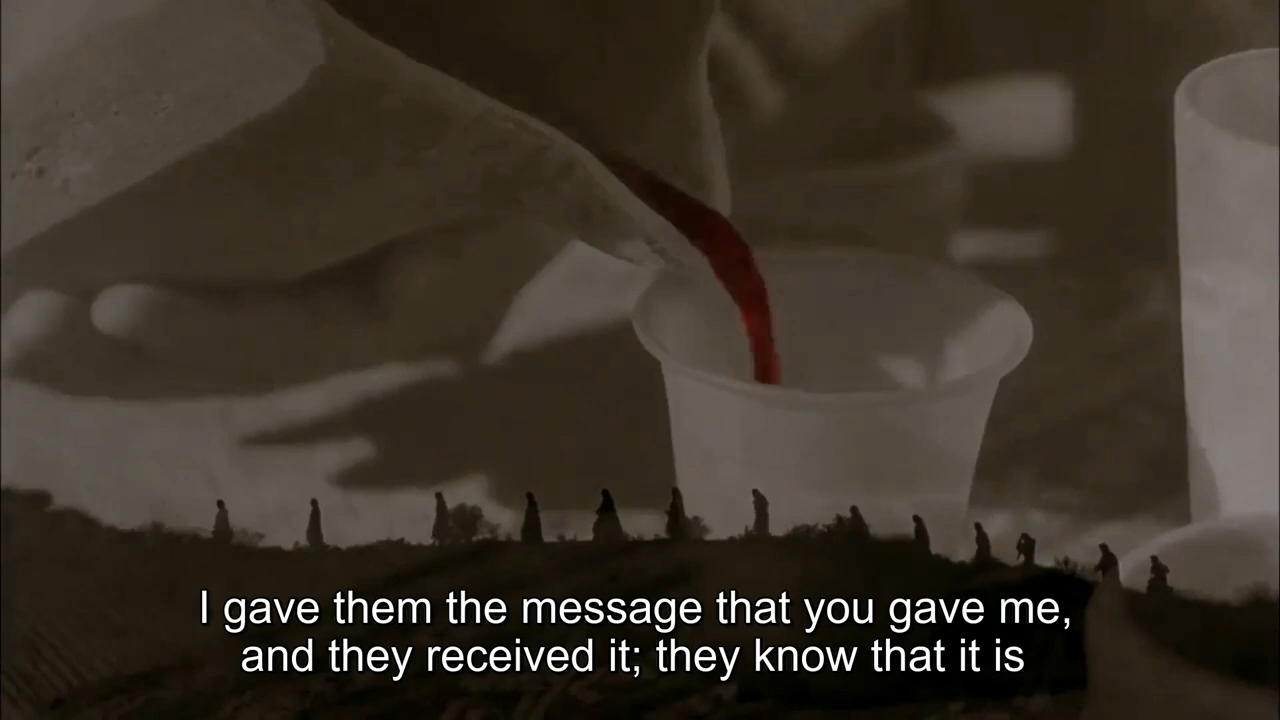 I gave them the message that you gave me,
and they received it; they know that it is